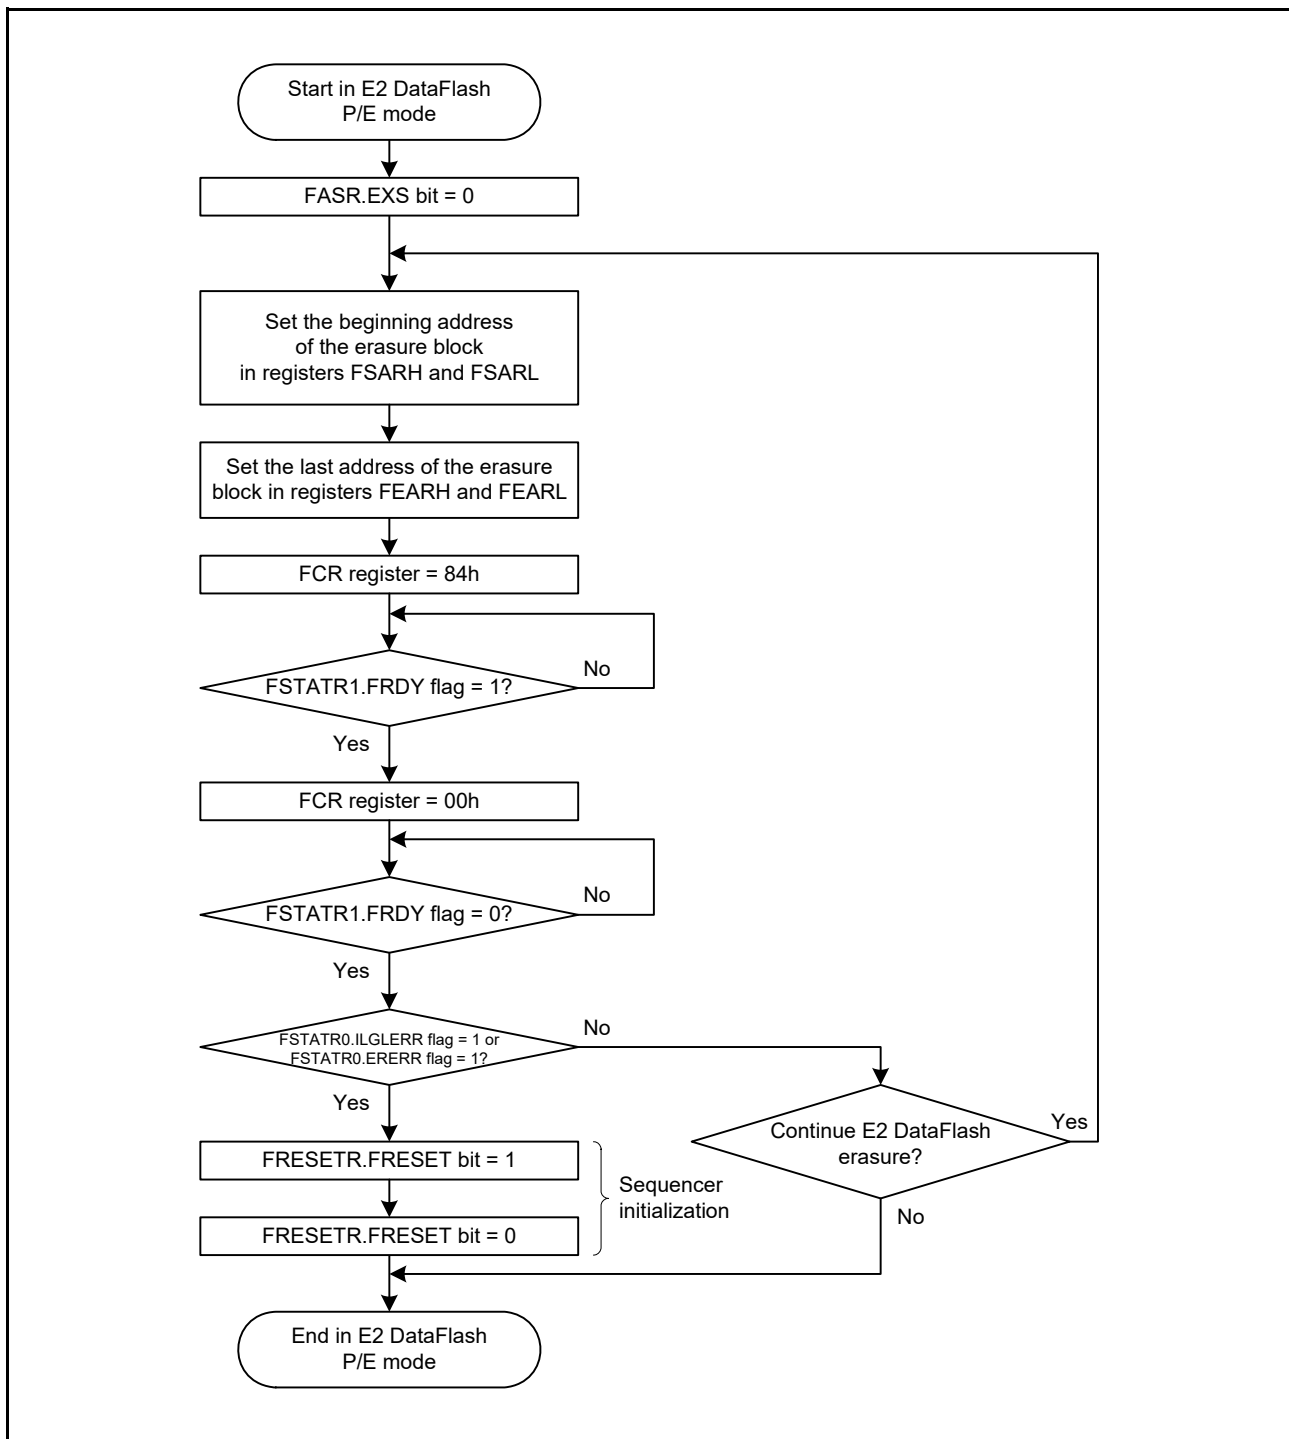 Start in E2 DataFlash
P/E mode
FASR.EXS bit = 0
Set the beginning address
of the erasure block
in registers FSARH and FSARL
Set the last address of the erasure
block in registers FEARH and FEARL
FCR register = 84h
FSTATR1.FRDY flag = 1?
No
Yes
FCR register = 00h
FSTATR1.FRDY flag = 0?
No
Yes
FSTATR0.ILGLERR flag = 1 or
FSTATR0.ERERR flag = 1?
No
Yes
Continue E2 DataFlash
erasure?
Yes
No
FRESETR.FRESET bit = 1
FRESETR.FRESET bit = 0
Sequencer
initialization
End in E2 DataFlash
P/E mode